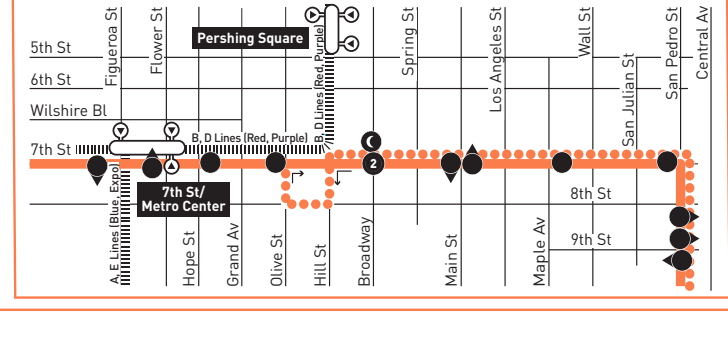 Figueroa St
Flower St
Pershing Square
B, D Lines (Red, Purple)
Spring St
Los Angeles St
Wall St
San Julian St
San Pedro St
Central Av
5th St
6th St
Wilshire Bl
7th St
B, D Lines (Red, Purple)
2
7th St/
Metro Center
A, E Lines (Blue, Expo)
8th St
9th St
Hope St
Grand Av
Olive St
Hill St
Broadway
Main St
Maple Av